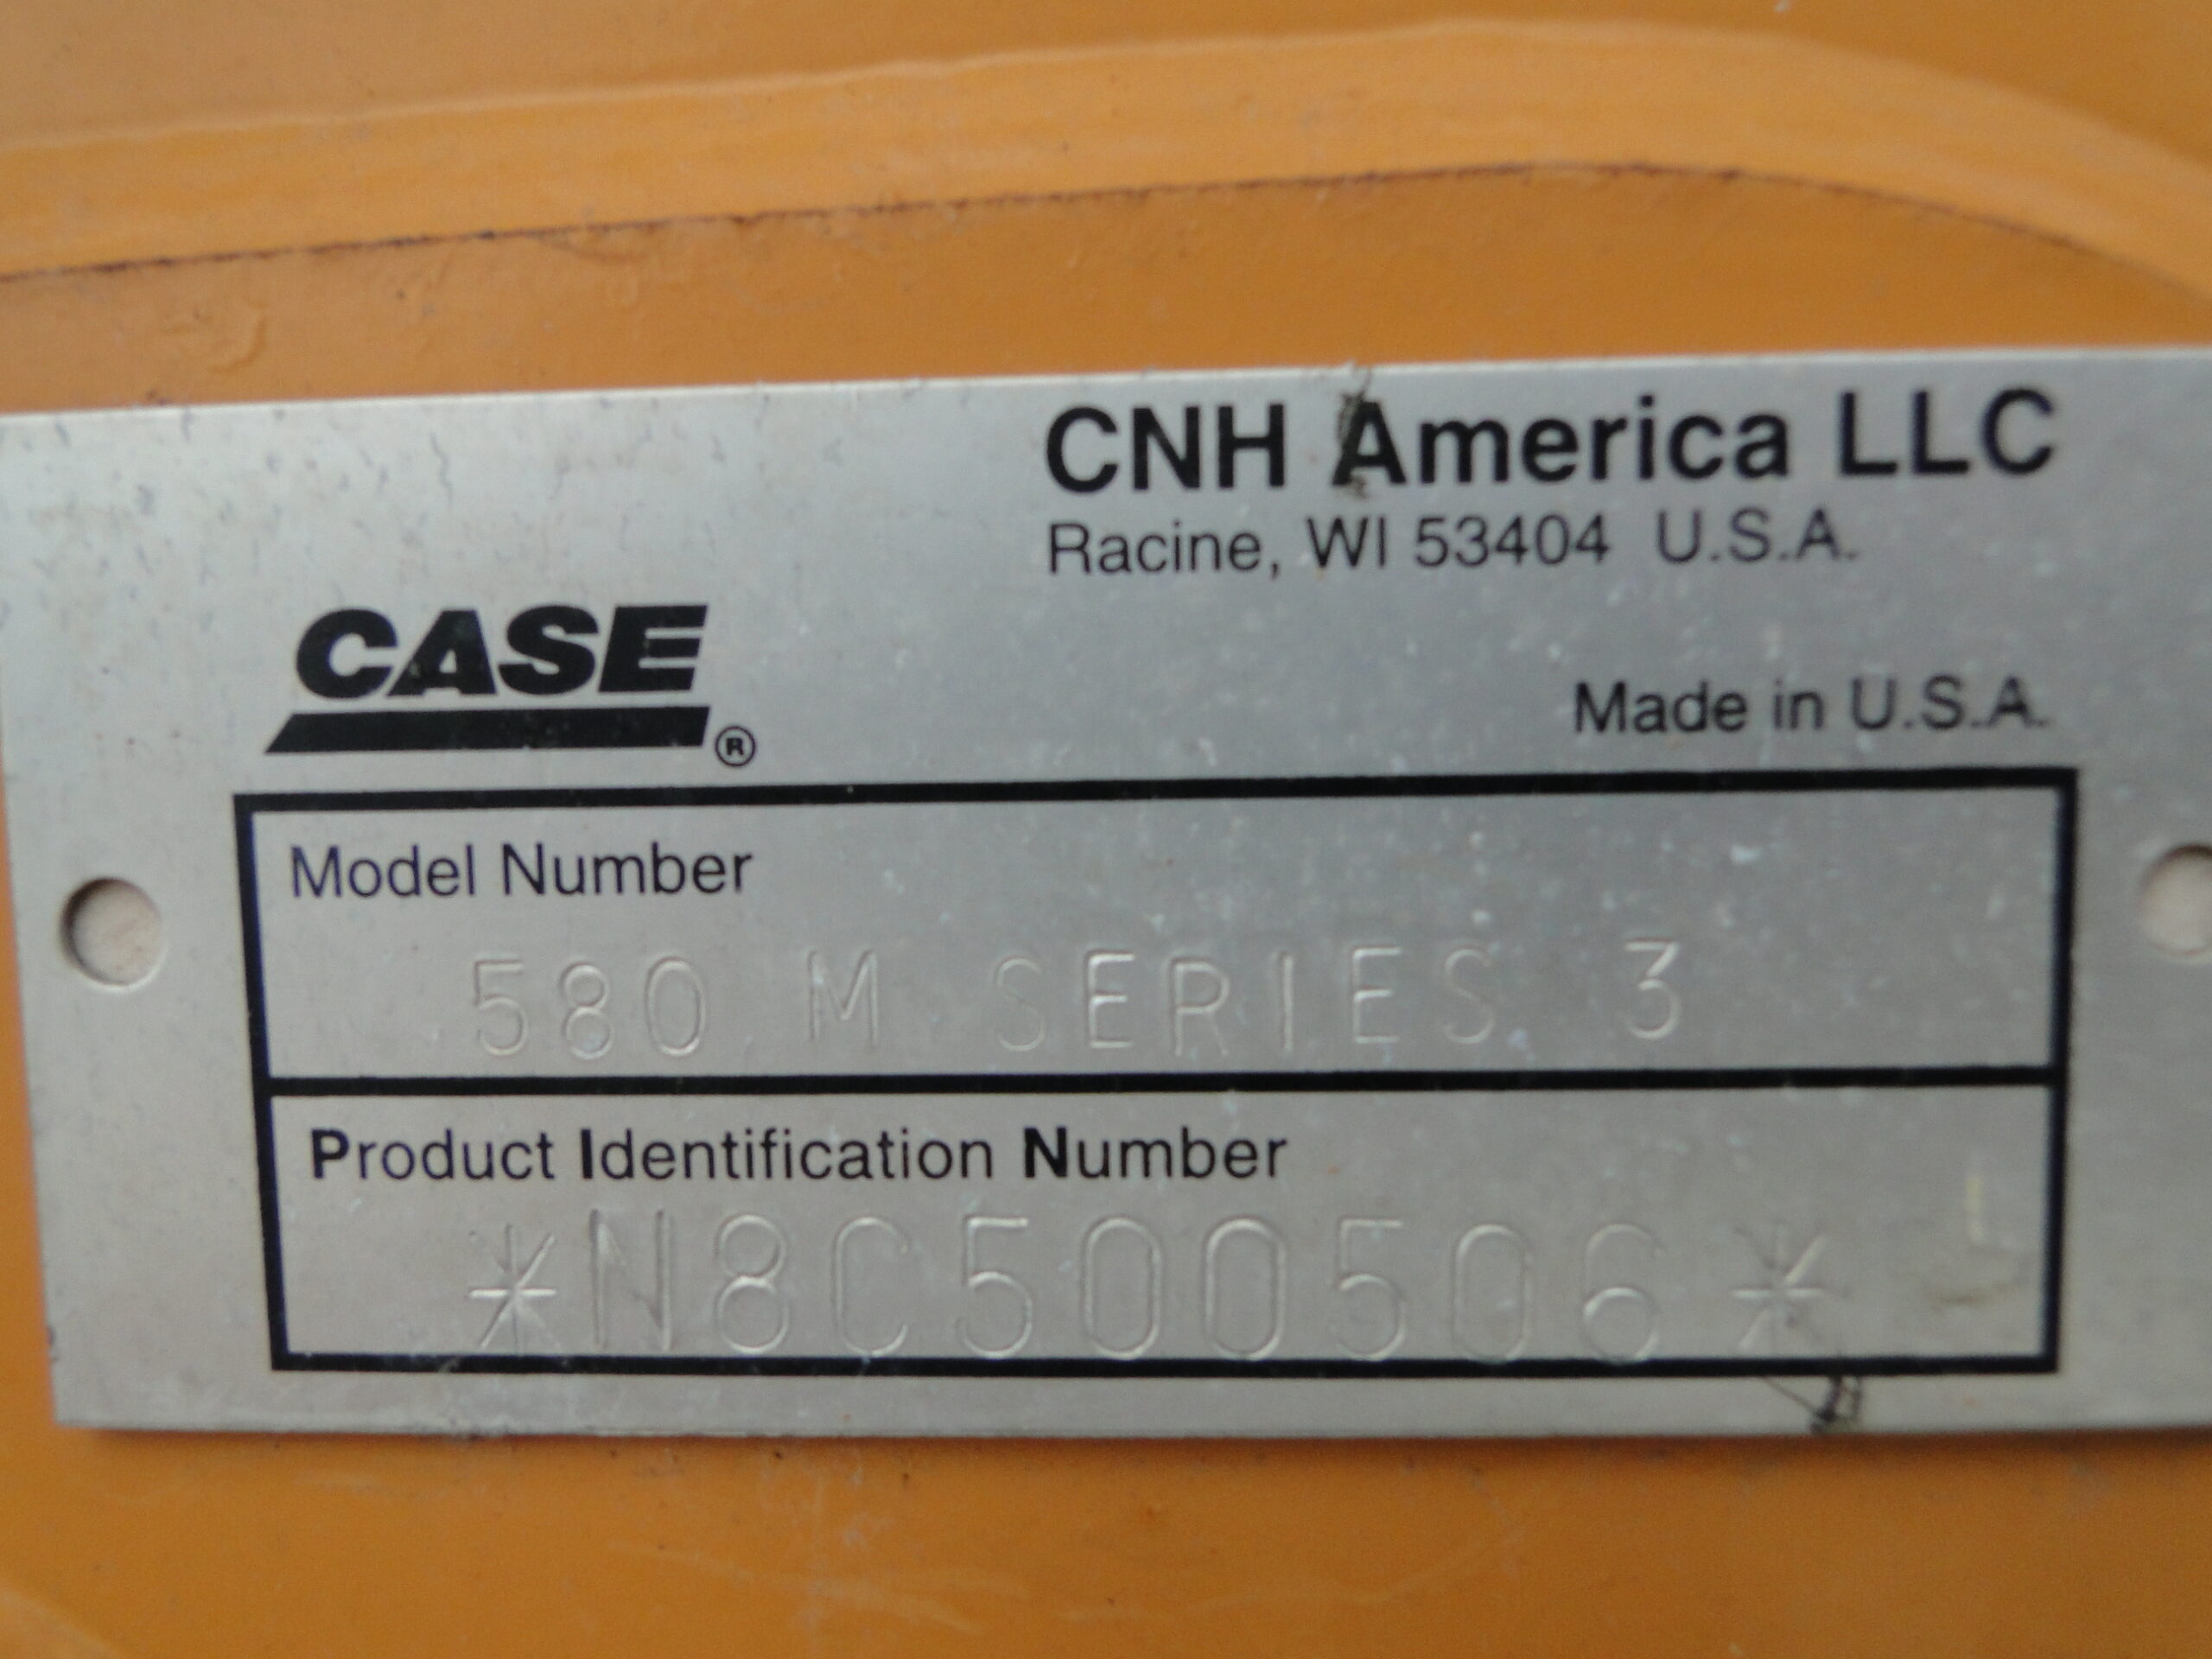 CNH America LLC
Racine, WI 53404 U.S.A.
CASE®
Made in U.S.A.
Model Number
580 M SERIES 3
Product Identification Number
*N8C500506*